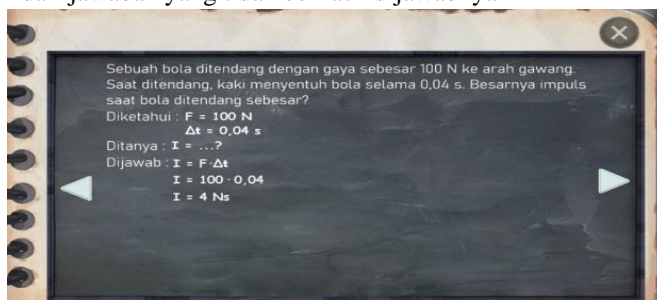 Sebuah bola ditendang dengan gaya sebesar 100 N ke arah gawang.
Saat ditendang, kaki menyentuh bola selama 0,04 s. Besarnya impuls
saat bola ditendang sebesar?
Diketahui : F = 100 N
Δt = 0,04 s
Ditanya : I = ...?
Dijawab : I = F·Δt
I = 100 · 0,04
I = 4 Ns